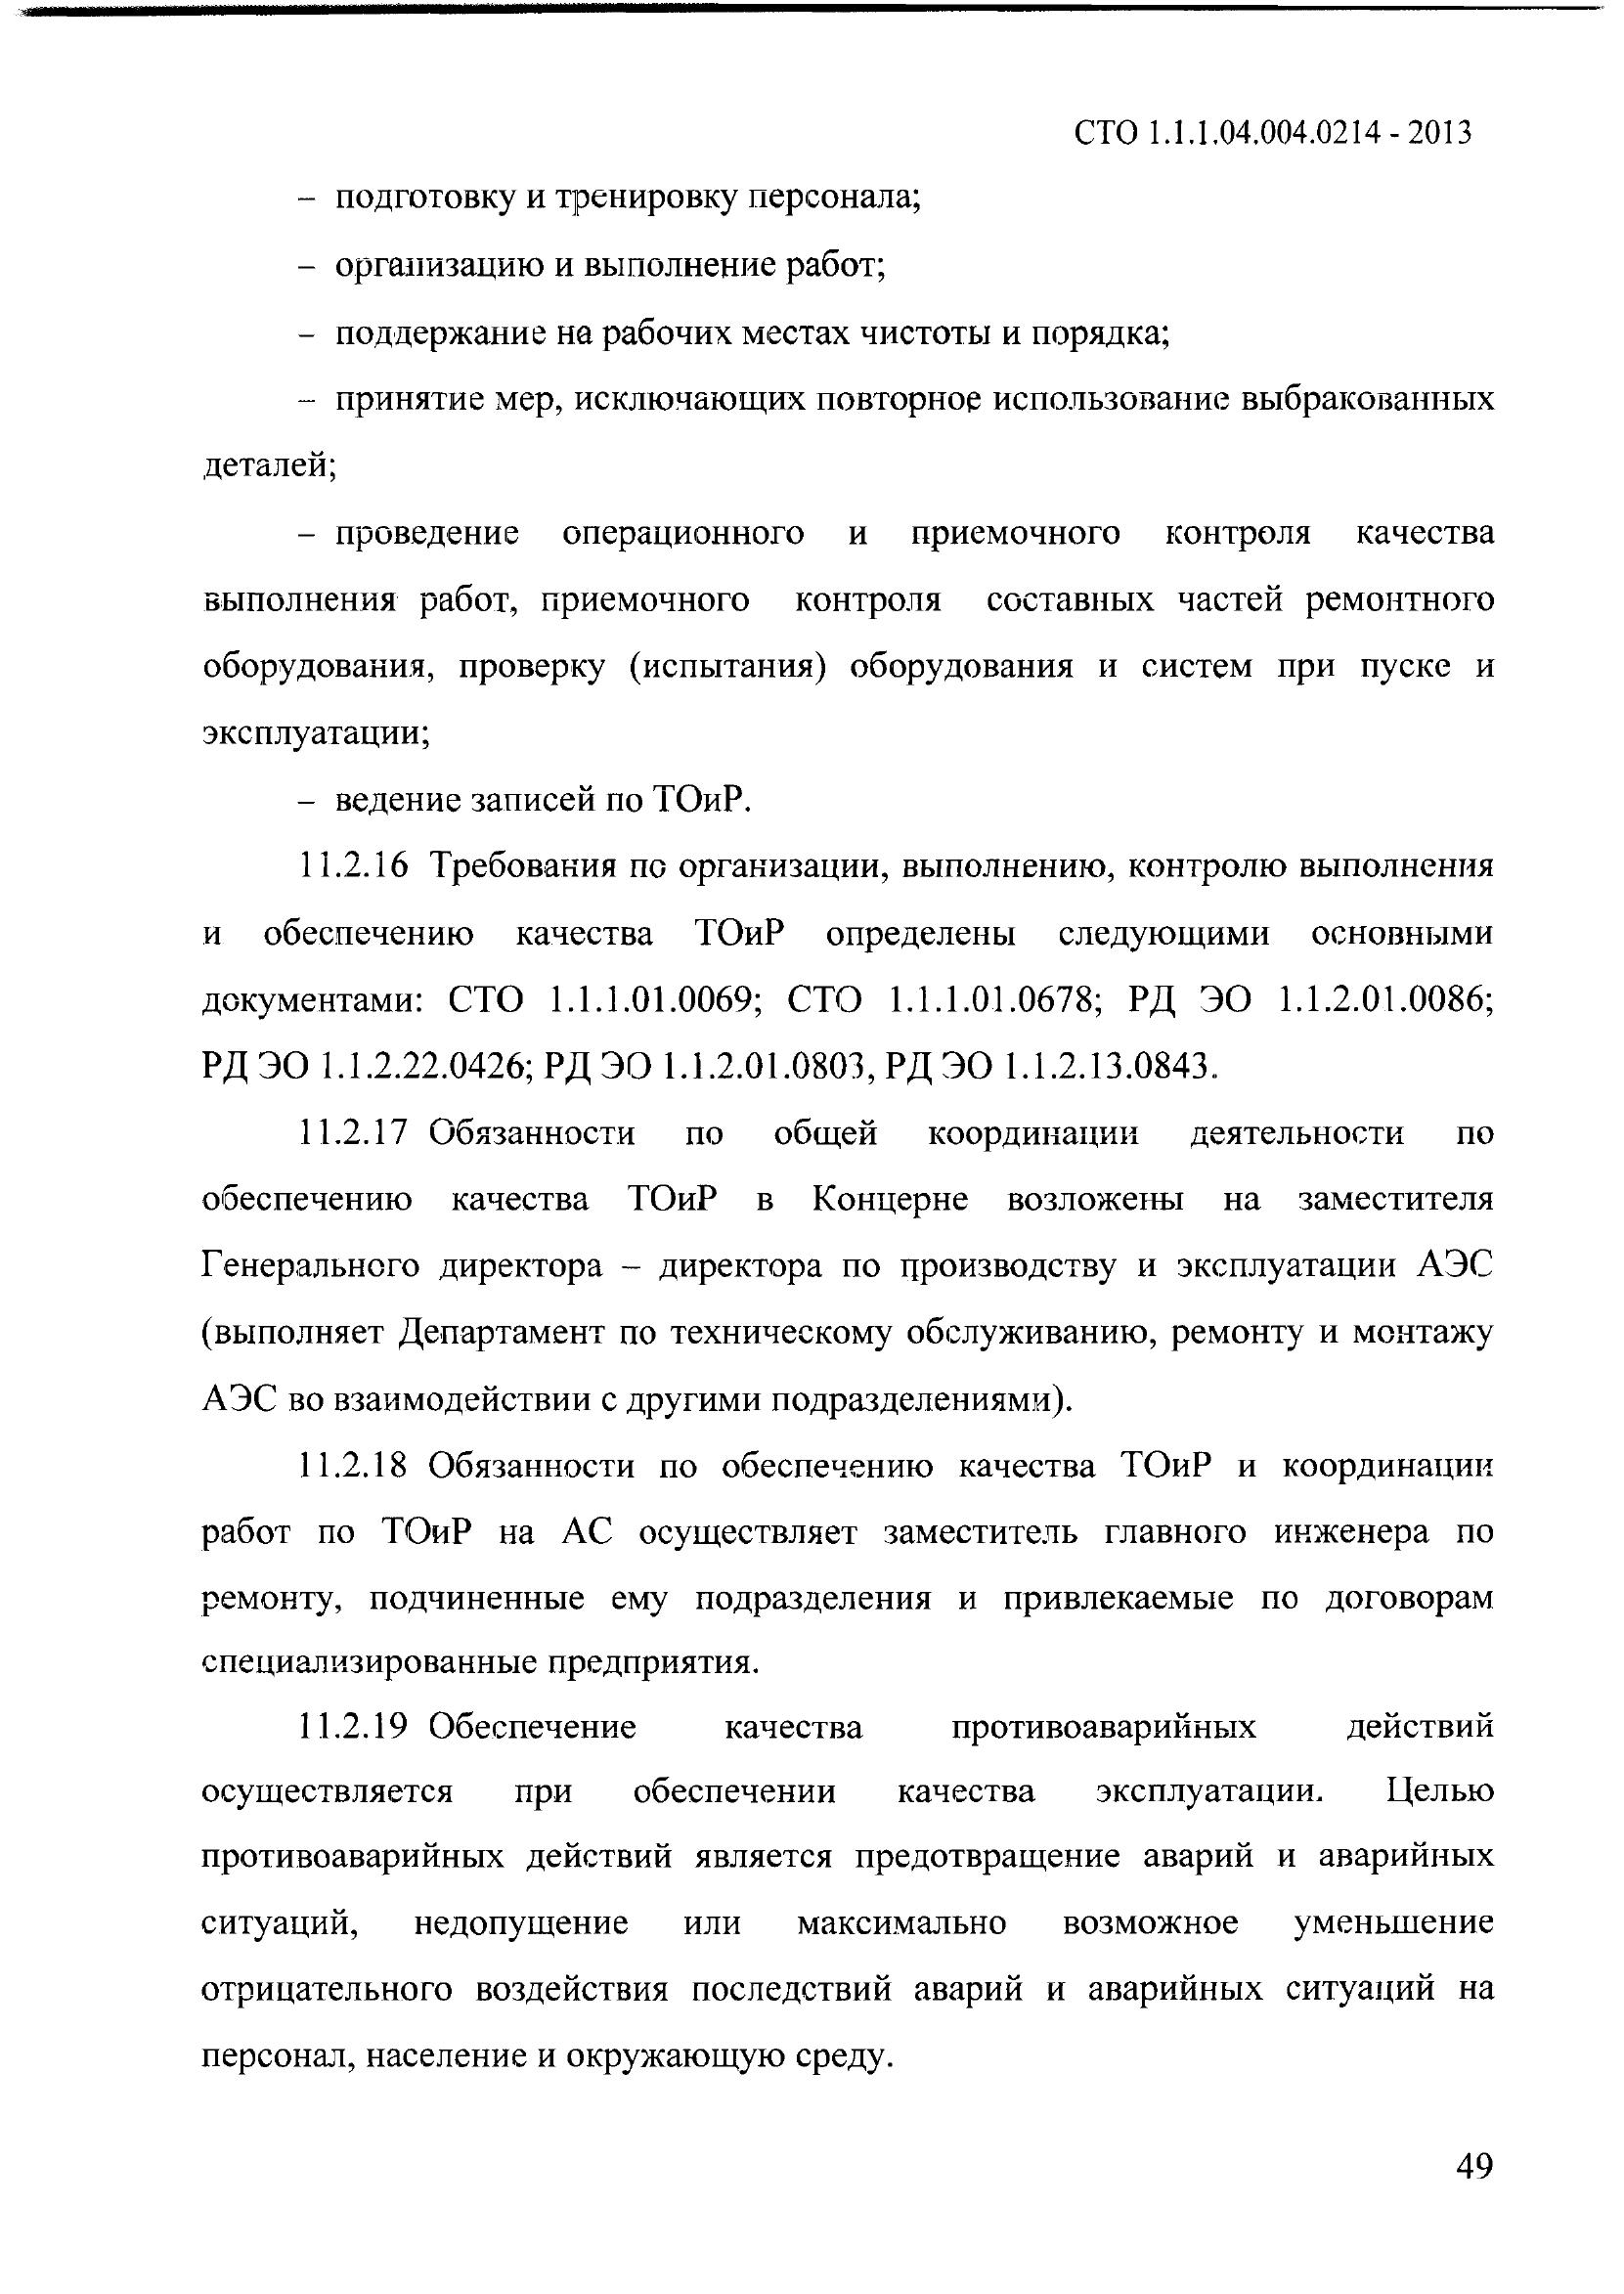 СТО 1.1.1.04.004.0214 - 2013
– подготовку и тренировку персонала;
– организацию и выполнение работ;
– поддержание на рабочих местах чистоты и порядка;
– принятие мер, исключающих повторное использование выбракованных
деталей;
– проведение операционного и приемочного контроля качества
выполнения работ, приемочного контроля составных частей ремонтного
оборудования, проверку (испытания) оборудования и систем при пуске и
эксплуатации;
– ведение записей по ТОиР.
11.2.16 Требования по организации, выполнению, контролю выполнения
и обеспечению качества ТОиР определены следующими основными
документами: СТО 1.1.1.01.0069; СТО 1.1.1.01.0678; РД ЭО 1.1.2.01.0086;
РД ЭО 1.1.2.22.0426; РД ЭО 1.1.2.01.0803, РД ЭО 1.1.2.13.0843.
11.2.17 Обязанности по общей координации деятельности по
обеспечению качества ТОиР в Концерне возложены на заместителя
Генерального директора – директора по производству и эксплуатации АЭС
(выполняет Департамент по техническому обслуживанию, ремонту и монтажу
АЭС во взаимодействии с другими подразделениями).
11.2.18 Обязанности по обеспечению качества ТОиР и координации
работ по ТОиР на АС осуществляет заместитель главного инженера по
ремонту, подчиненные ему подразделения и привлекаемые по договорам
специализированные предприятия.
11.2.19 Обеспечение качества противоаварийных действий
осуществляется при обеспечении качества эксплуатации. Целью
противоаварийных действий является предотвращение аварий и аварийных
ситуаций, недопущение или максимально возможное уменьшение
отрицательного воздействия последствий аварий и аварийных ситуаций на
персонал, население и окружающую среду.
49